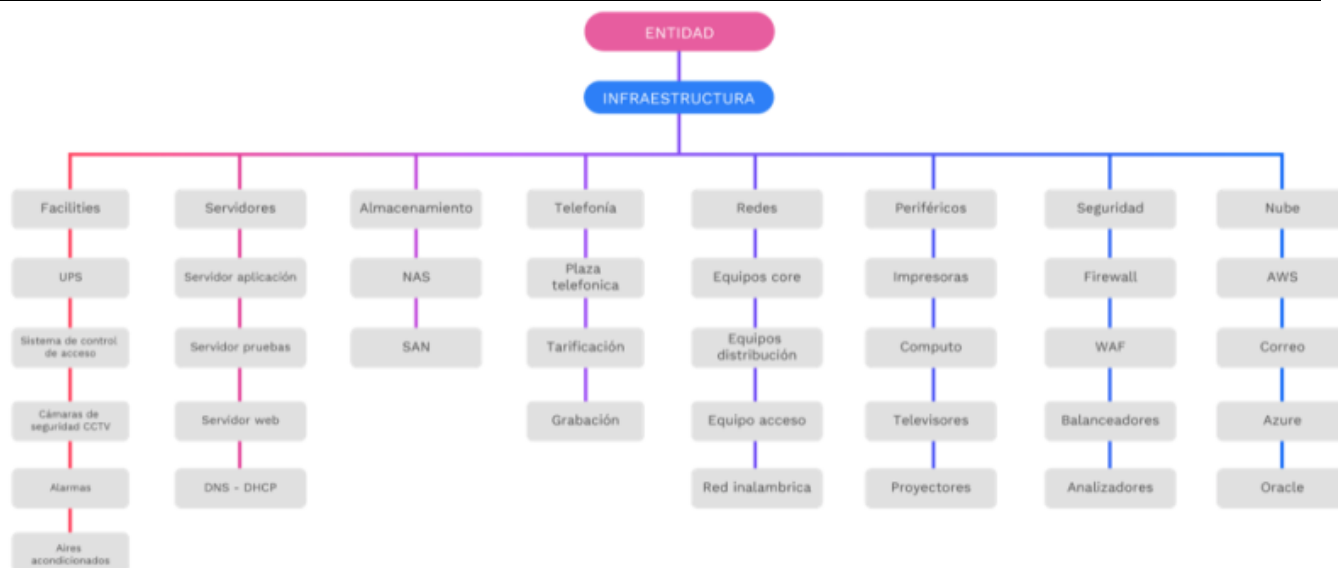 ENTIDAD
INFRAESTRUCTURA
Facilities
Servidores
Almacenamiento
Telefonía
Redes
Periféricos
Seguridad
Nube
UPS
Servidor aplicación
NAS
Plaza
telefonica
Equipos core
Impresoras
Firewall
AWS
Sistema de control
de acceso
Servidor pruebas
SAN
Tarificación
Equipos
distribución
Computo
WAF
Correo
Cámaras de
seguridad CCTV
Servidor web
Grabación
Equipo acceso
Televisores
Balanceadores
Azure
Alarmas
DNS - DHCP
Red inalambrica
Proyectores
Analizadores
Oracle
Aires
acondicionados